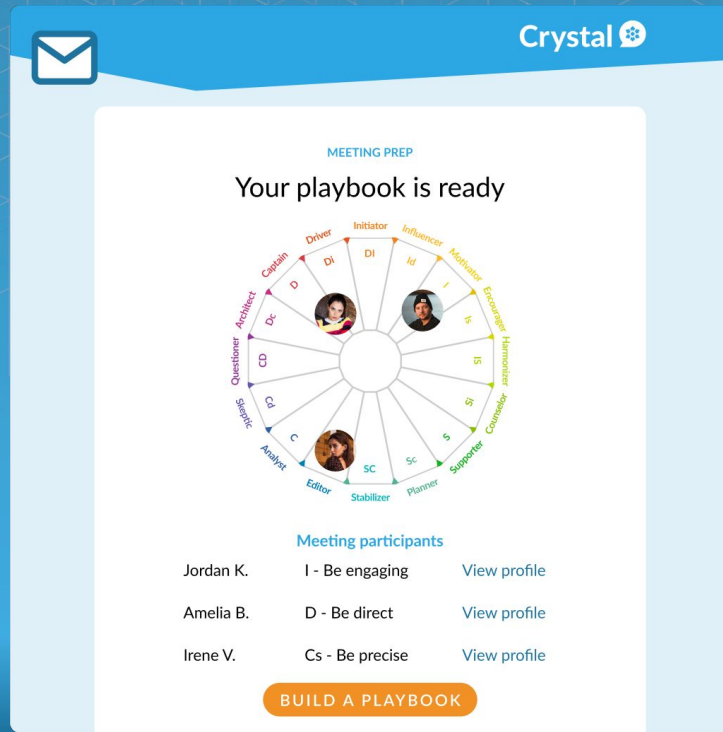 Crystal
MEETING PREP
Your playbook is ready
Initiator
Driver
Influencer
Captain
Motivator
DI
Di
Id
D
I
Architect
Encourager
Dc
Is
Questioner
CD
IS
Harmonizer
Skeptic
Cd
Si
Counselor
C
S
Analyst
Supporter
Sc
SC
Editor
Planner
Stabilizer
Meeting participants
Jordan K. I - Be engaging View profile
Amelia B. D - Be direct View profile
Irene V. Cs - Be precise View profile
BUILD A PLAYBOOK